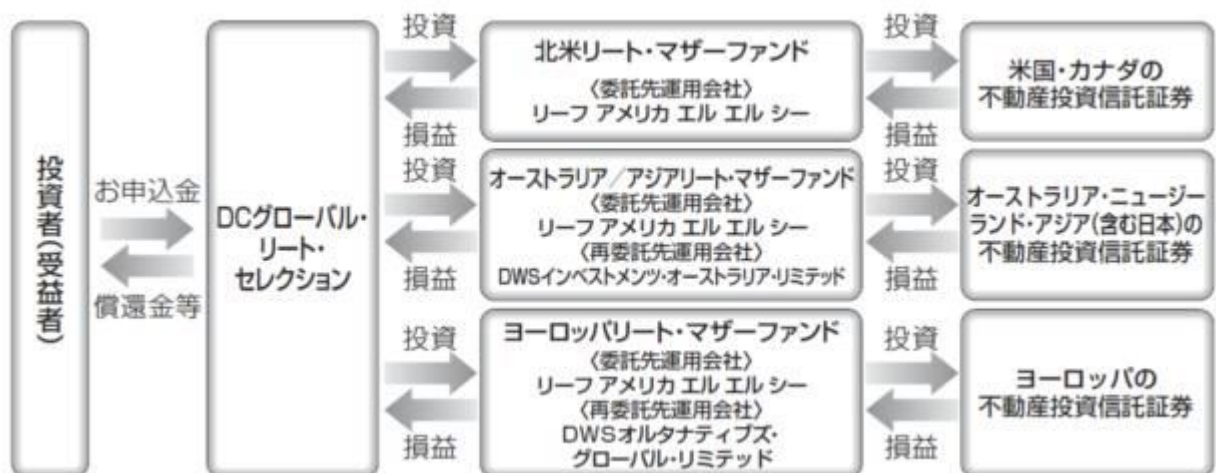 投資者(受益者)
お申込金
償還金等
DCグローバル・
リート・
セレクション
投資
損益
北米リート・マザーファンド
〈委託先運用会社〉
リーフ アメリカ エル エル シー
投資
損益
米国・カナダの
不動産投資信託証券
投資
損益
オーストラリア／アジアリート・マザーファンド
〈委託先運用会社〉
リーフ アメリカ エル エル シー
〈再委託先運用会社〉
DWSインベストメンツ・オーストラリア・リミテッド
投資
損益
オーストラリア・ニュージー
ランド・アジア(含む日本)の
不動産投資信託証券
投資
損益
ヨーロッパリート・マザーファンド
〈委託先運用会社〉
リーフ アメリカ エル エル シー
〈再委託先運用会社〉
DWSオルタナティブズ・
グローバル・リミテッド
投資
損益
ヨーロッパの
不動産投資信託証券